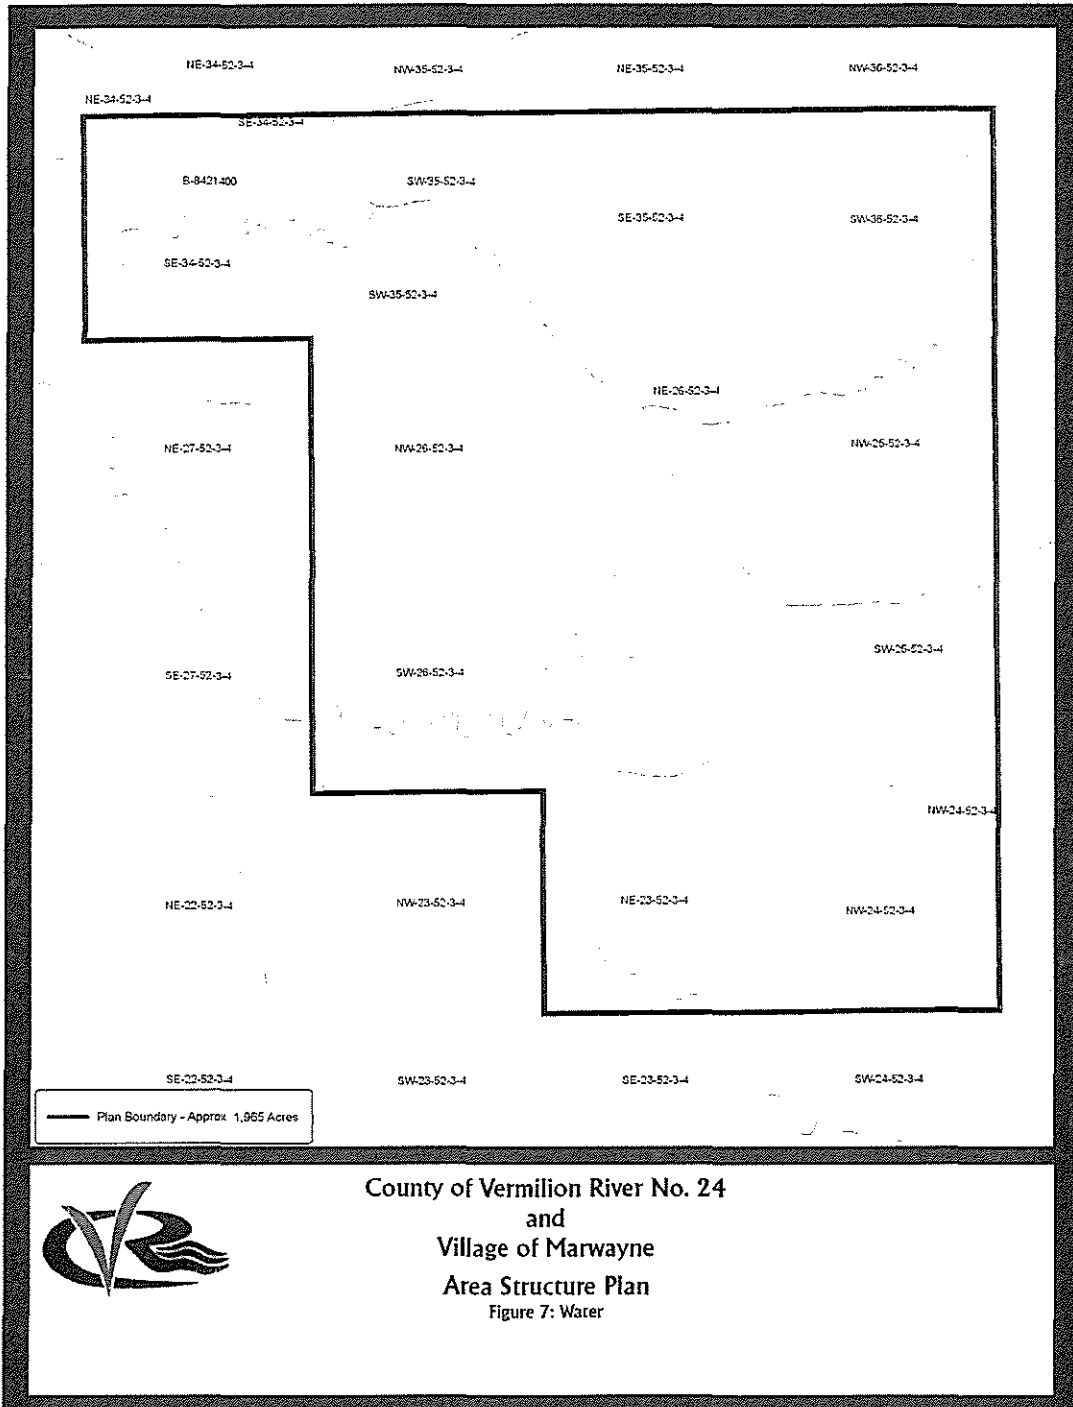 NE-34-52-3-4
NW-35-52-3-4
NE-35-52-3-4
NW-36-52-3-4
NE-34-52-3-4
SE-34-52-3-4
B-8421400
SW-35-52-3-4
SE-35-52-3-4
SW-36-52-3-4
SE-34-52-3-4
SW-35-52-3-4
NE-26-52-3-4
NE-27-52-3-4
NW-26-52-3-4
NW-25-52-3-4
SW-25-52-3-4
SE-27-52-3-4
SW-26-52-3-4
NW-24-52-3-4
NE-22-52-3-4
NW-23-52-3-4
NE-23-52-3-4
NW-24-52-3-4
SE-22-52-3-4
SW-23-52-3-4
SE-23-52-3-4
SW-24-52-3-4
Plan Boundary - Approx 1,965 Acres
County of Vermilion River No. 24
and
Village of Marwayne
Area Structure Plan
Figure 7: Water